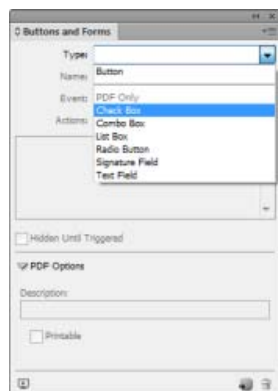 Buttons and Forms
Type:
Name: Button
Event: PDF Only
Check Box
Actions: Combo Box
List Box
Radio Button
Signature Field
Text Field
Hidden Until Triggered
PDF Options
Description:
Printable